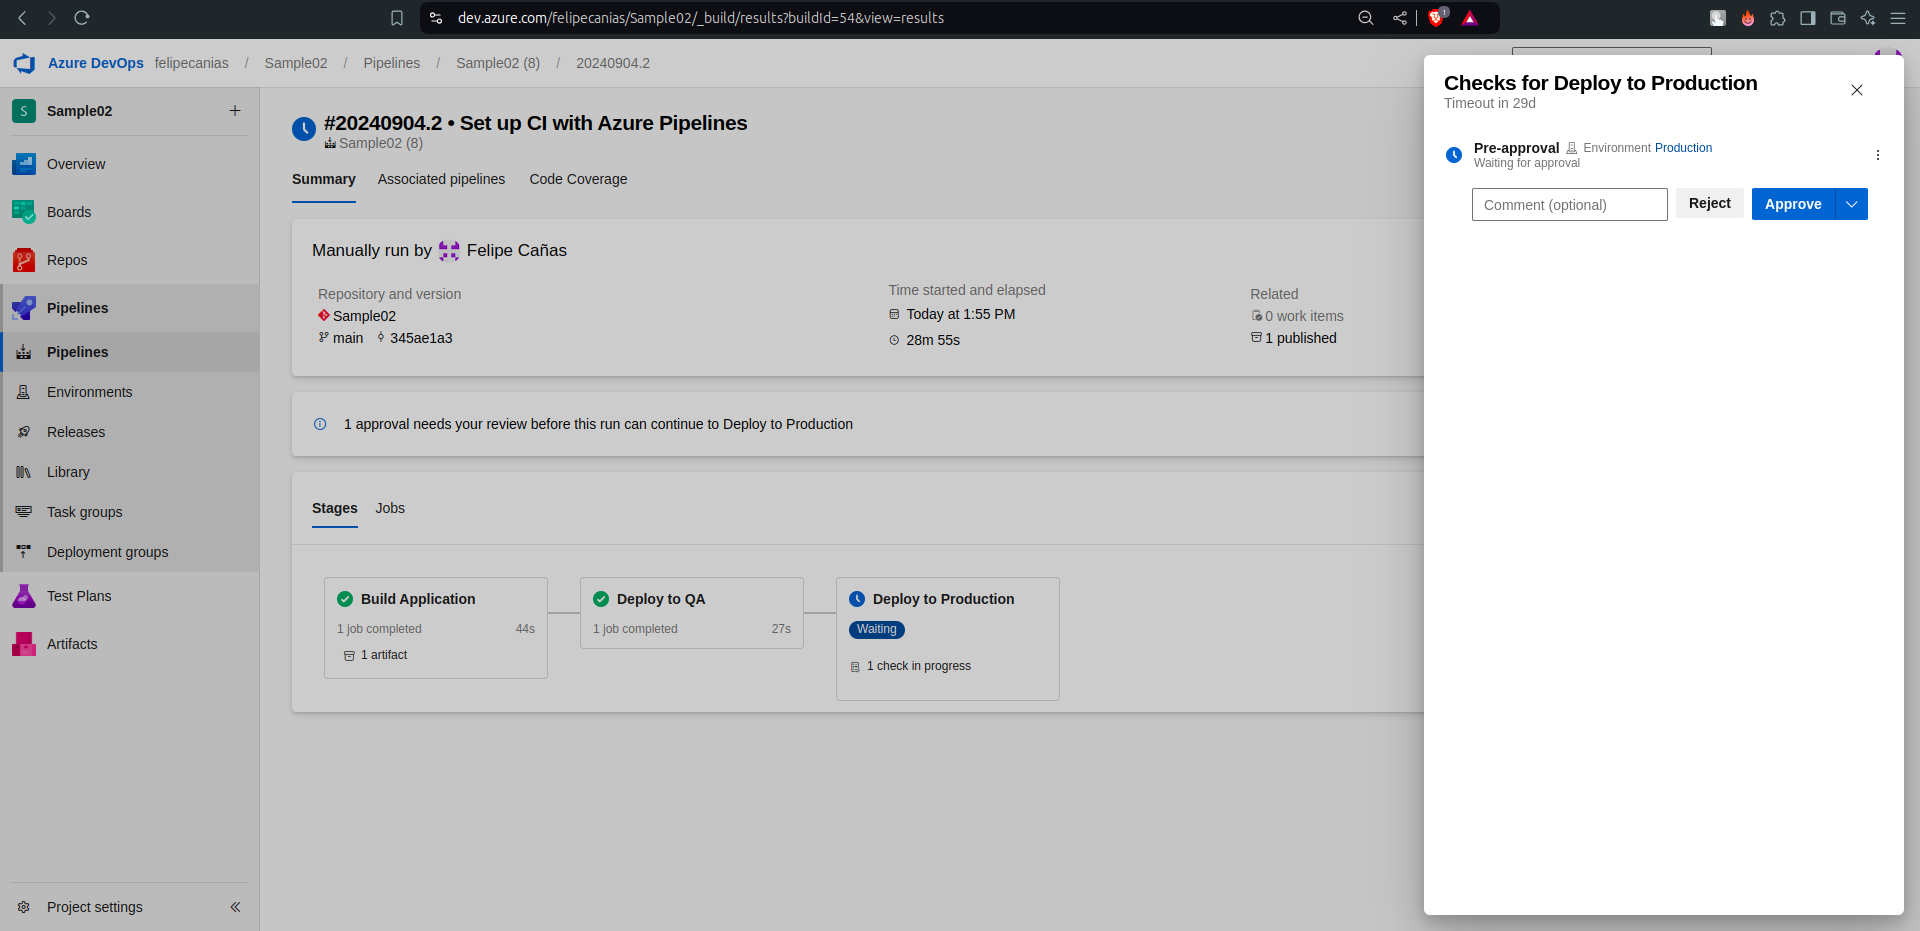 dev.azure.com/felipecanias/Sample02/_build/results?buildId=54&view=results
1
Azure DevOps felipecanias / Sample02 / Pipelines / Sample02 (8) / 20240904.2
S Sample02
Overview
Boards
Repos
Pipelines
Pipelines
Environments
Releases
Library
Task groups
Deployment groups
Test Plans
Artifacts
Project settings
#20240904.2 • Set up CI with Azure Pipelines
Sample02 (8)
Summary Associated pipelines Code Coverage
Manually run by Felipe Cañas
Repository and version
Sample02
main 345ae1a3
Time started and elapsed
Today at 1:55 PM
28m 55s
Related
0 work items
1 published
1 approval needs your review before this run can continue to Deploy to Production
Stages Jobs
Build Application
1 job completed 44s
1 artifact
Deploy to QA
1 job completed 27s
Deploy to Production
Waiting
1 check in progress
Checks for Deploy to Production
Timeout in 29d
Pre-approval Environment Production
Waiting for approval
Comment (optional) Reject Approve